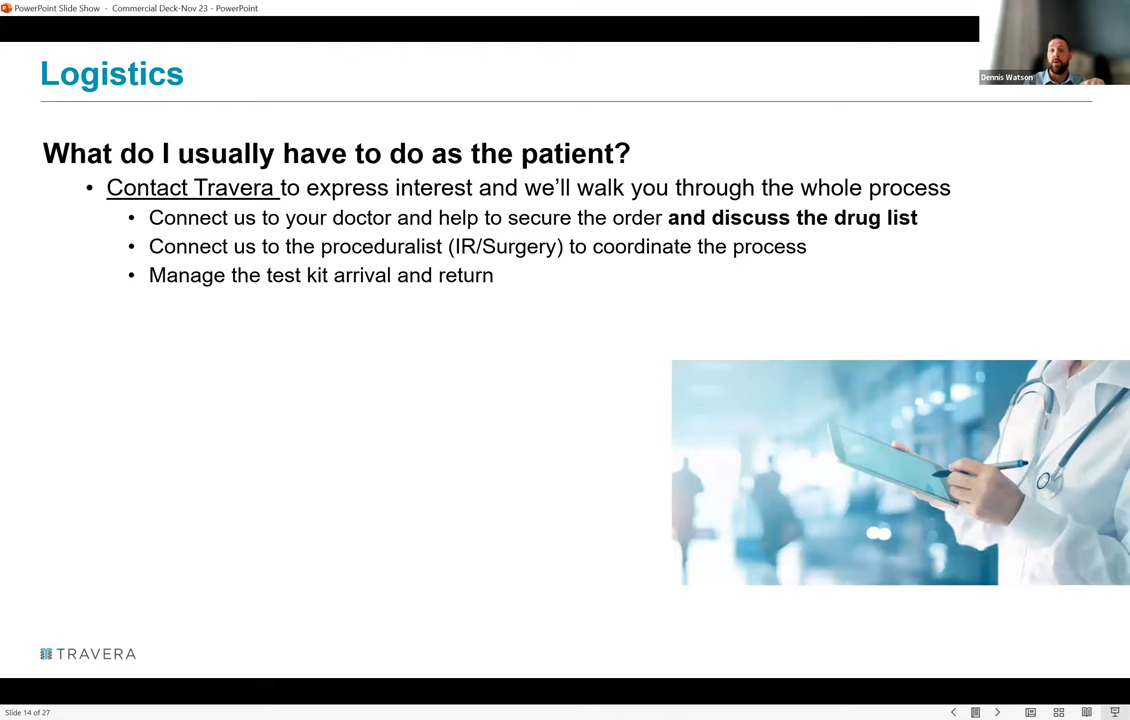 PowerPoint Slide Show - Commercial Deck-Nov 23 - PowerPoint
Dennis Watson
Logistics
What do I usually have to do as the patient?
• Contact Travera to express interest and we’ll walk you through the whole process
• Connect us to your doctor and help to secure the order and discuss the drug list
• Connect us to the proceduralist (IR/Surgery) to coordinate the process
• Manage the test kit arrival and return
TRAVERA
Slide 14 of 27